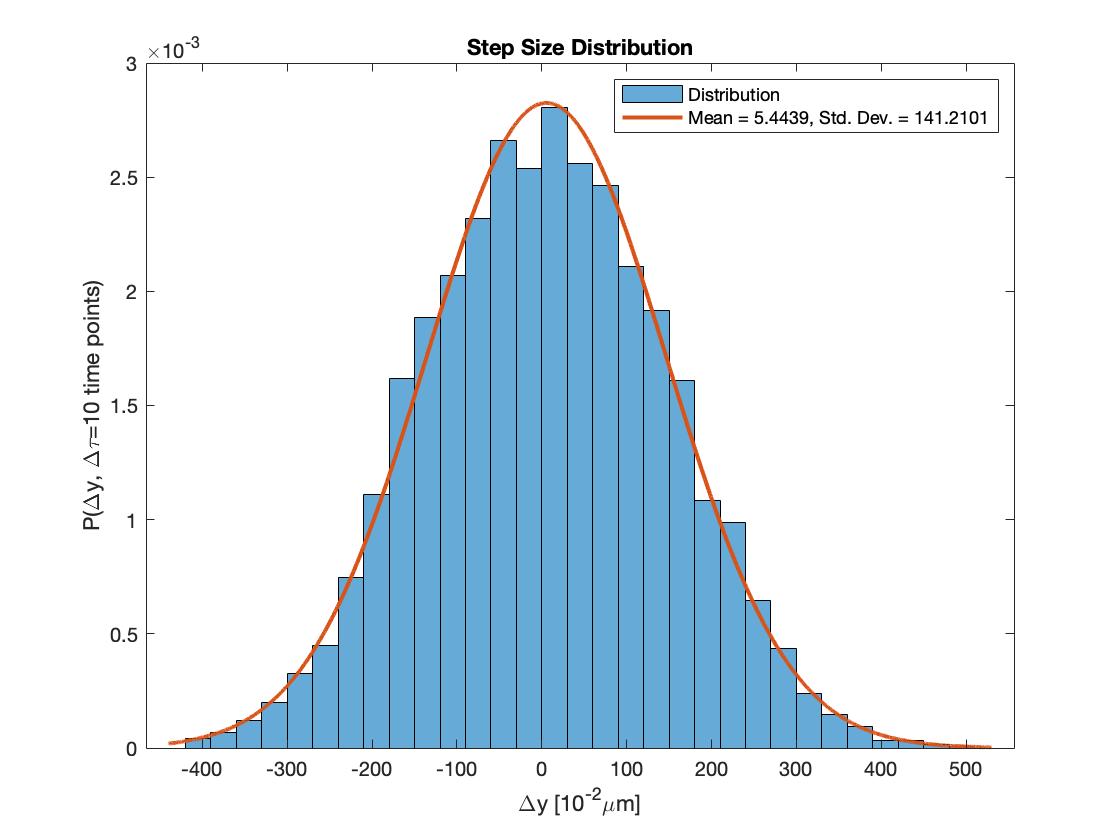 Step Size Distribution
×10⁻³
3
2.5
2
1.5
1
0.5
0
P(Δy, Δτ=10 time points)
Distribution
Mean = 5.4439, Std. Dev. = 141.2101
-400 -300 -200 -100 0 100 200 300 400 500
Δy [10⁻²μm]